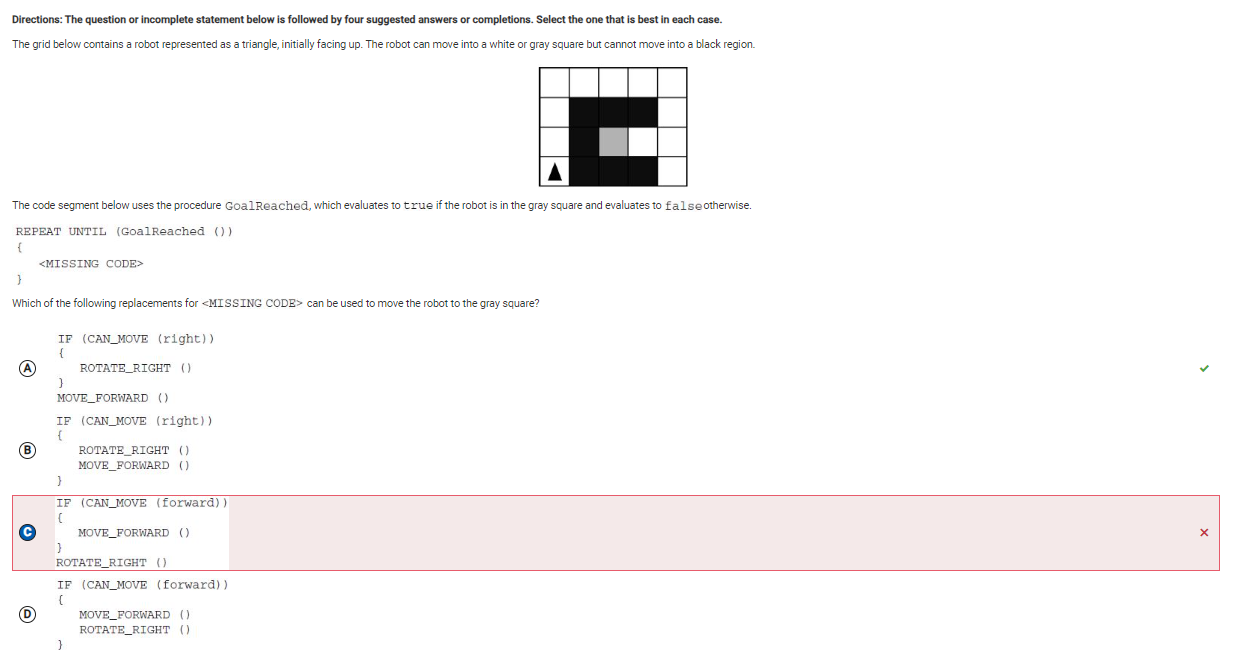 Directions: The question or incomplete statement below is followed by four suggested answers or completions. Select the one that is best in each case.
The grid below contains a robot represented as a triangle, initially facing up. The robot can move into a white or gray square but cannot move into a black region.
The code segment below uses the procedure GoalReached, which evaluates to true if the robot is in the gray square and evaluates to false otherwise.
REPEAT UNTIL (GoalReached ())
{
<MISSING CODE>
}
Which of the following replacements for <MISSING CODE> can be used to move the robot to the gray square?
A
IF (CAN_MOVE (right))
{
ROTATE_RIGHT ()
}
MOVE_FORWARD ()
B
IF (CAN_MOVE (right))
{
ROTATE_RIGHT ()
MOVE_FORWARD ()
}
C
IF (CAN_MOVE (forward))
{
MOVE_FORWARD ()
}
ROTATE_RIGHT ()
D
IF (CAN_MOVE (forward))
{
MOVE_FORWARD ()
ROTATE_RIGHT ()
}